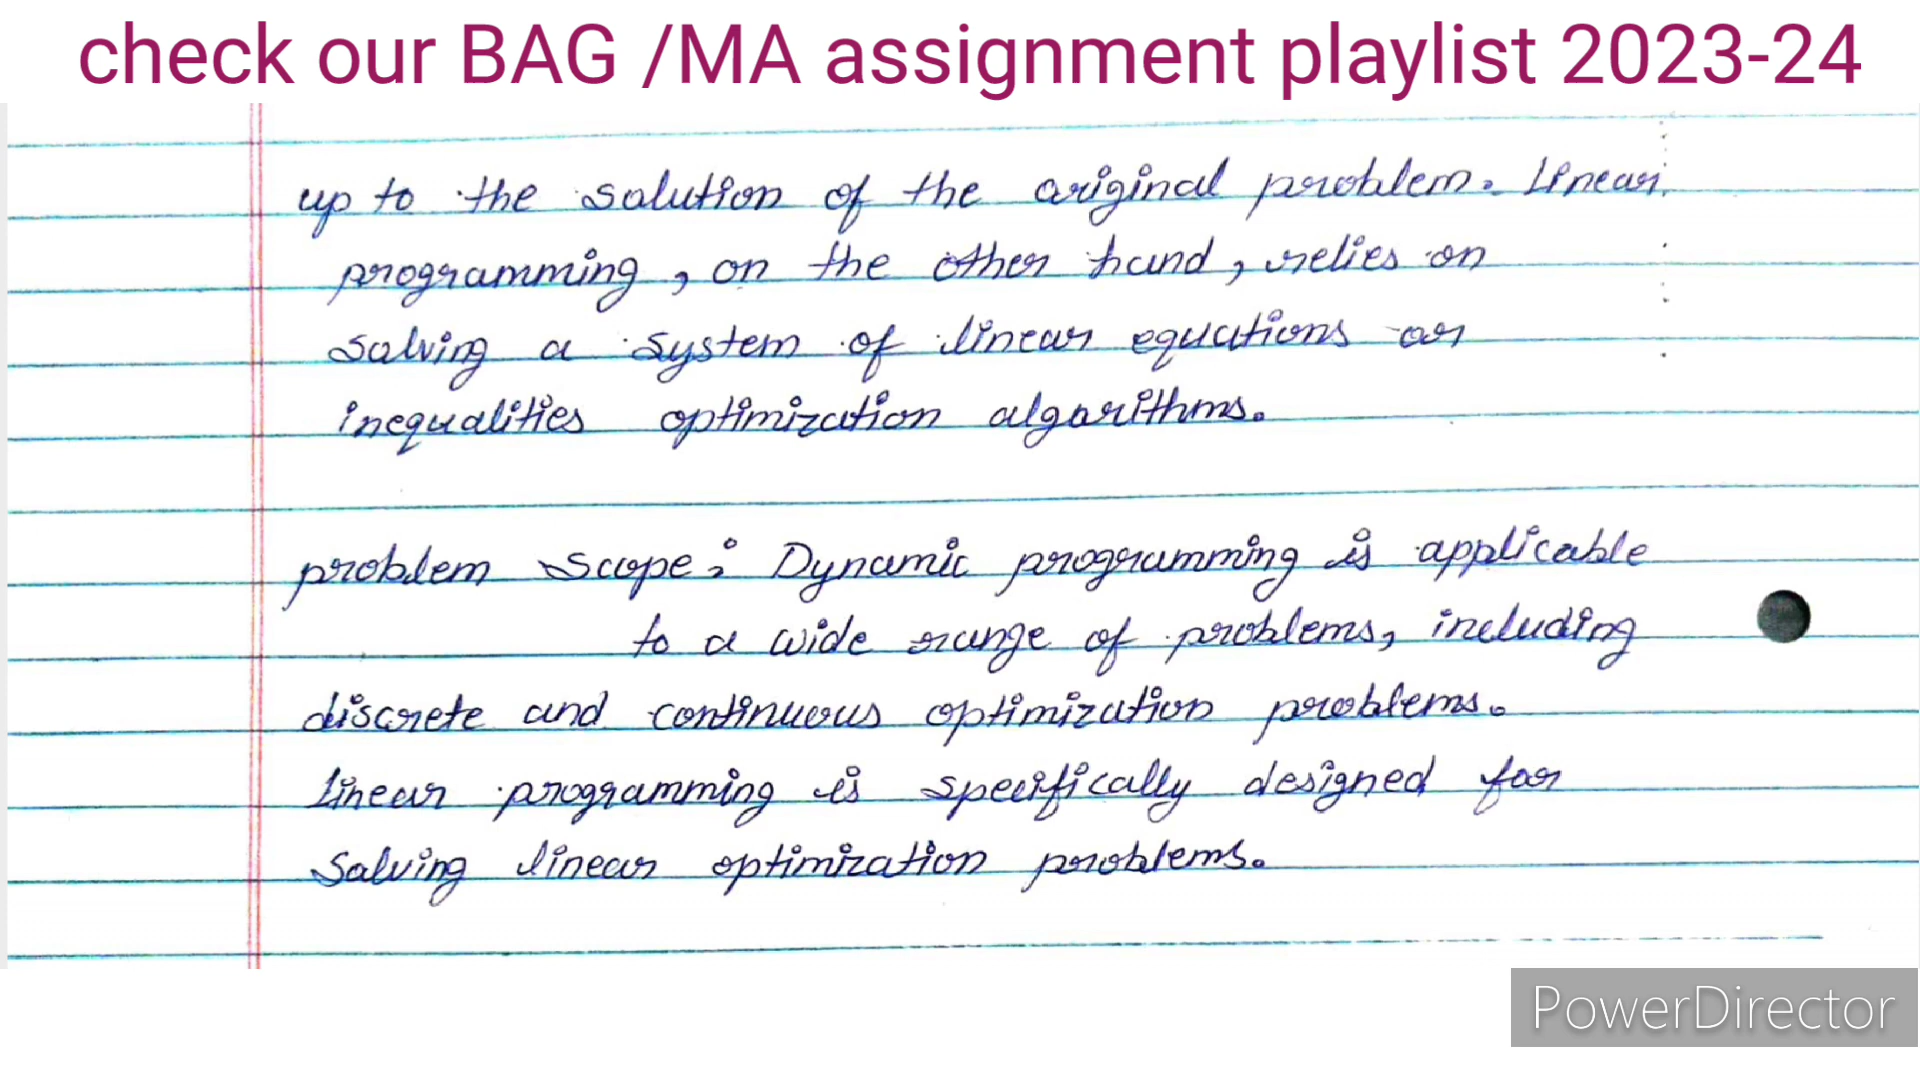 check our BAG /MA assignment playlist 2023-24
up to the solution of the original problem. Linear
programming, on the other hand, relies on
solving a system of linear equations or
inequalities optimization algorithms.
problem scope: Dynamic programming is applicable
to a wide range of problems, including
discrete and continuous optimization problems.
Linear programming is specifically designed for
solving linear optimization problems.
PowerDirector